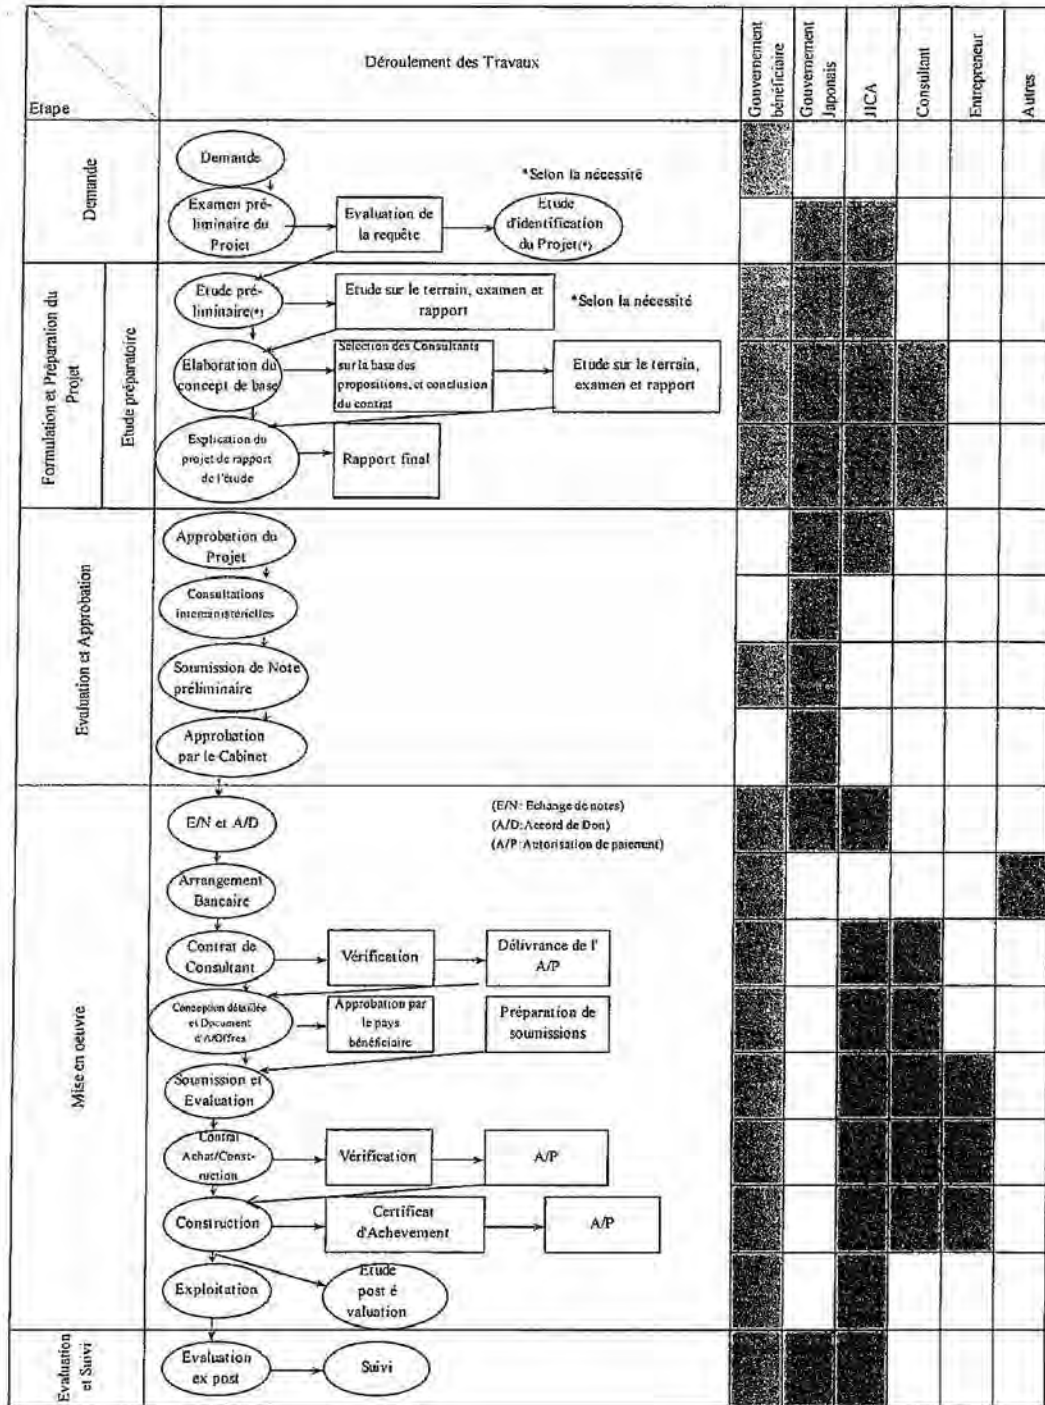 Etape
Déroulement des Travaux
Gouvernement
bénéficiaire
Gouvernement
Japonais
JICA
Consultant
Entrepreneur
Autres
Demande
Demande
*Selon la nécessité
Examen pré-
liminaire du
Projet
Evaluation de
la requête
Etude
d'identification
du Projet(*)
Formulation et Préparation du
Projet
Etude préparatoire
Etude pré-
liminaire(*)
Etude sur le terrain, examen et
rapport
*Selon la nécessité
Elaboration du
concept de base
Sélection des Consultants
sur la base des
propositions, et conclusion
du contrat
Etude sur le terrain,
examen et rapport
Explication du
projet de rapport
de l'étude
Rapport final
Evaluation et Approbation
Approbation du
Projet
Consultations
interministérielles
Soumission de Note
préliminaire
Approbation
par le Cabinet
Mise en oeuvre
E/N et A/D
(E/N: Echange de notes)
(A/D: Accord de Don)
(A/P: Autorisation de paiement)
Arrangement
Bancaire
Contrat de
Consultant
Vérification
Délivrance de l'
A/P
Conception détaillée
et Document
d'A/Offres
Approbation par
le pays
bénéficiaire
Préparation de
soumissions
Soumission et
Evaluation
Contrat
Achat/Const-
ruction
Vérification
A/P
Construction
Certificat
d'Achevement
A/P
Exploitation
Etude
post é
valuation
Evaluation
et Suivi
Evaluation
ex post
Suivi